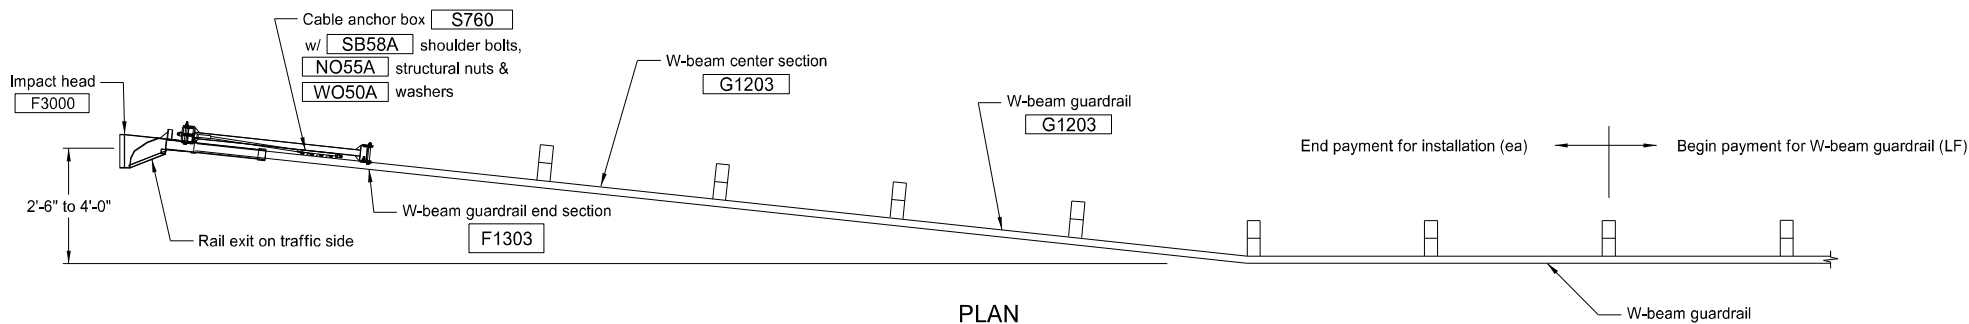 Cable anchor box S760
w/ SB58A shoulder bolts,
NO55A structural nuts &
WO50A washers
Impact head
F3000
W-beam center section
G1203
W-beam guardrail
G1203
End payment for installation (ea)
Begin payment for W-beam guardrail (LF)
2'-6" to 4'-0"
W-beam guardrail end section
F1303
Rail exit on traffic side
W-beam guardrail
PLAN